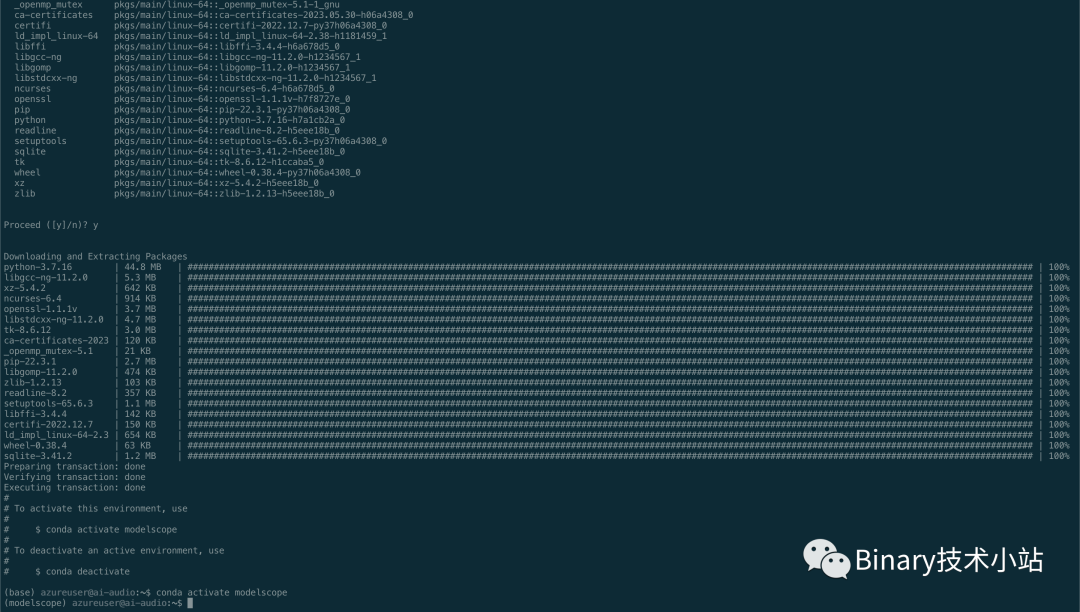 _openmp_mutex pkgs/main/linux-64::_openmp_mutex-5.1-1_gnu
ca-certificates pkgs/main/linux-64::ca-certificates-2023.05.30-h06a4308_0
certifi pkgs/main/linux-64::certifi-2022.12.7-py37h06a4308_0
ld_impl_linux-64 pkgs/main/linux-64::ld_impl_linux-64-2.38-h1181459_1
libffi pkgs/main/linux-64::libffi-3.4.4-h6a678d5_0
libgcc-ng pkgs/main/linux-64::libgcc-ng-11.2.0-h1234567_1
libgomp pkgs/main/linux-64::libgomp-11.2.0-h1234567_1
libstdcxx-ng pkgs/main/linux-64::libstdcxx-ng-11.2.0-h1234567_1
ncurses pkgs/main/linux-64::ncurses-6.4-h6a678d5_0
openssl pkgs/main/linux-64::openssl-1.1.1v-h7f8727e_0
pip pkgs/main/linux-64::pip-22.3.1-py37h06a4308_0
python pkgs/main/linux-64::python-3.7.16-h7a1cb2a_0
readline pkgs/main/linux-64::readline-8.2-h5eee18b_0
setuptools pkgs/main/linux-64::setuptools-65.6.3-py37h06a4308_0
sqlite pkgs/main/linux-64::sqlite-3.41.2-h5eee18b_0
tk pkgs/main/linux-64::tk-8.6.12-h1ccaba5_0
wheel pkgs/main/linux-64::wheel-0.38.4-py37h06a4308_0
xz pkgs/main/linux-64::xz-5.4.2-h5eee18b_0
zlib pkgs/main/linux-64::zlib-1.2.13-h5eee18b_0
Proceed ([y]/n)? y
Downloading and Extracting Packages
python-3.7.16 | 44.8 MB | ################ | 100%
libgcc-ng-11.2.0 | 5.3 MB | ################ | 100%
xz-5.4.2 | 642 KB | ################ | 100%
ncurses-6.4 | 914 KB | ################ | 100%
openssl-1.1.1v | 3.7 MB | ################ | 100%
libstdcxx-ng-11.2.0 | 4.7 MB | ################ | 100%
tk-8.6.12 | 3.0 MB | ################ | 100%
ca-certificates-2023 | 120 KB | ################ | 100%
_openmp_mutex-5.1 | 21 KB | ################ | 100%
pip-22.3.1 | 2.7 MB | ################ | 100%
libgomp-11.2.0 | 474 KB | ################ | 100%
zlib-1.2.13 | 103 KB | ################ | 100%
readline-8.2 | 357 KB | ################ | 100%
setuptools-65.6.3 | 1.1 MB | ################ | 100%
libffi-3.4.4 | 142 KB | ################ | 100%
certifi-2022.12.7 | 150 KB | ################ | 100%
ld_impl_linux-64-2.3 | 654 KB | ################ | 100%
wheel-0.38.4 | 63 KB | ################ | 100%
sqlite-3.41.2 | 1.2 MB | ################ | 100%
Preparing transaction: done
Verifying transaction: done
Executing transaction: done
#
# To activate this environment, use
#
# $ conda activate modelscope
#
# To deactivate an active environment, use
#
# $ conda deactivate
(base) azureuser@ai-audio:~$ conda activate modelscope
(modelscope) azureuser@ai-audio:~$
Binary技术小站